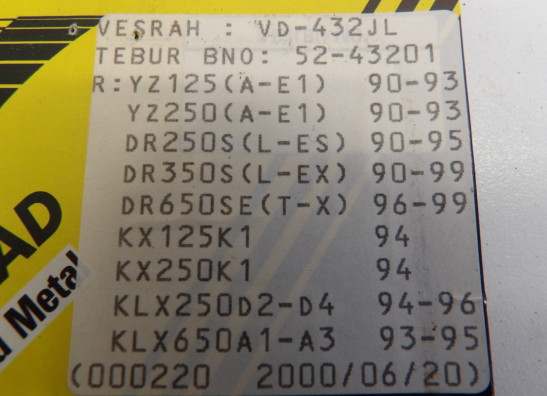 VESRAH : VD-432JL
TEBUR BNO: 52-43201
R:YZ125(A-E1) 90-93
YZ250(A-E1) 90-93
DR250S(L-ES) 90-95
DR350S(L-EX) 90-99
DR650SE(T-X) 96-99
KX125K1 94
KX250K1 94
KLX250D2-D4 94-96
KLX650A1-A3 93-95
(000220 2000/06/20)
AD
Metal